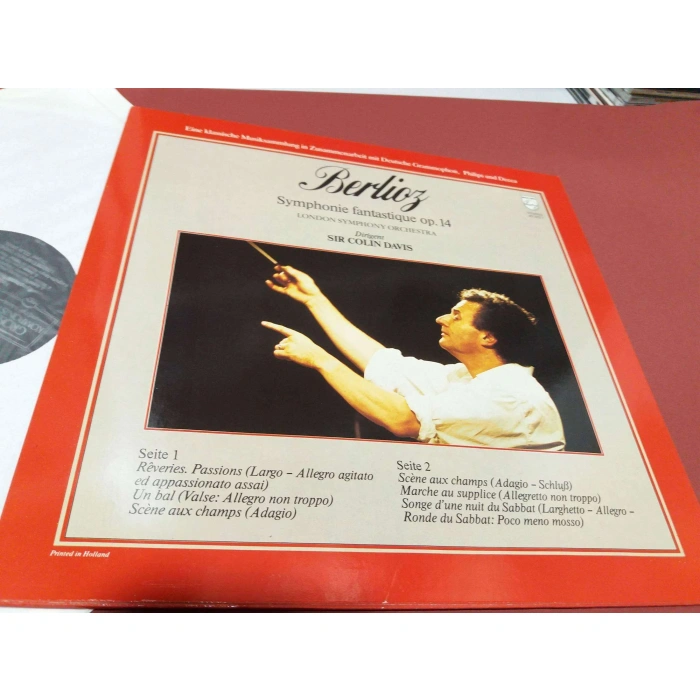 Eine klassische Musiksammlung in Zusammenarbeit mit Deutsche Grammophon, Philips und Decca
Berlioz
Symphonie fantastique op. 14
LONDON SYMPHONY ORCHESTRA
Dirigent
SIR COLIN DAVIS
Seite 1
Rêveries. Passions (Largo – Allegro agitato
ed appassionato assai)
Un bal (Valse: Allegro non troppo)
Scène aux champs (Adagio)
Seite 2
Scène aux champs (Adagio – Schluß)
Marche au supplice (Allegretto non troppo)
Songe d'une nuit du Sabbat (Larghetto – Allegro –
Ronde du Sabbat: Poco meno mosso)
Printed in Holland